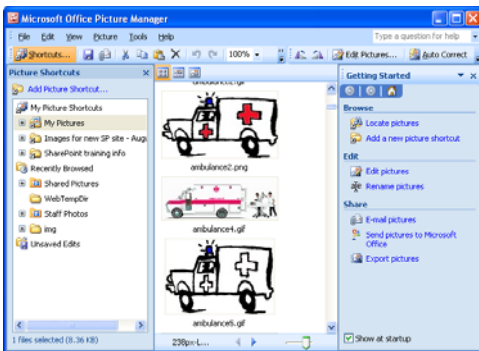 Microsoft Office Picture Manager
File Edit View Picture Tools Help
Type a question for help
Shortcuts... 100% Edit Pictures... Auto Correct
Picture Shortcuts
Add Picture Shortcut...
My Picture Shortcuts
My Pictures
Images for new SP site - Augu
SharePoint training info
Recently Browsed
Shared Pictures
WebTempDir
Staff Photos
img
Unsaved Edits
1 files selected (8.36 KB)
ambulance2.png
ambulance4.gif
ambulance5.gif
238px-L...
Getting Started
Browse
Locate pictures
Add a new picture shortcut
Edit
Edit pictures
Rename pictures
Share
E-mail pictures
Send pictures to Microsoft
Office
Export pictures
Show at startup